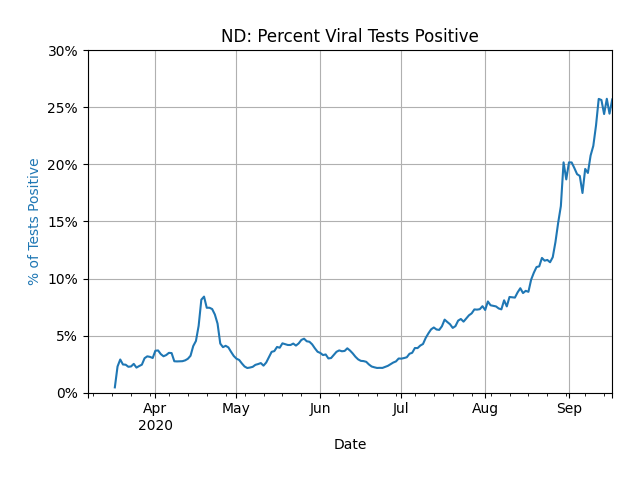 ND: Percent Viral Tests Positive
30%
25%
20%
15%
10%
5%
0%
% of Tests Positive
Apr May Jun Jul Aug Sep
2020
Date